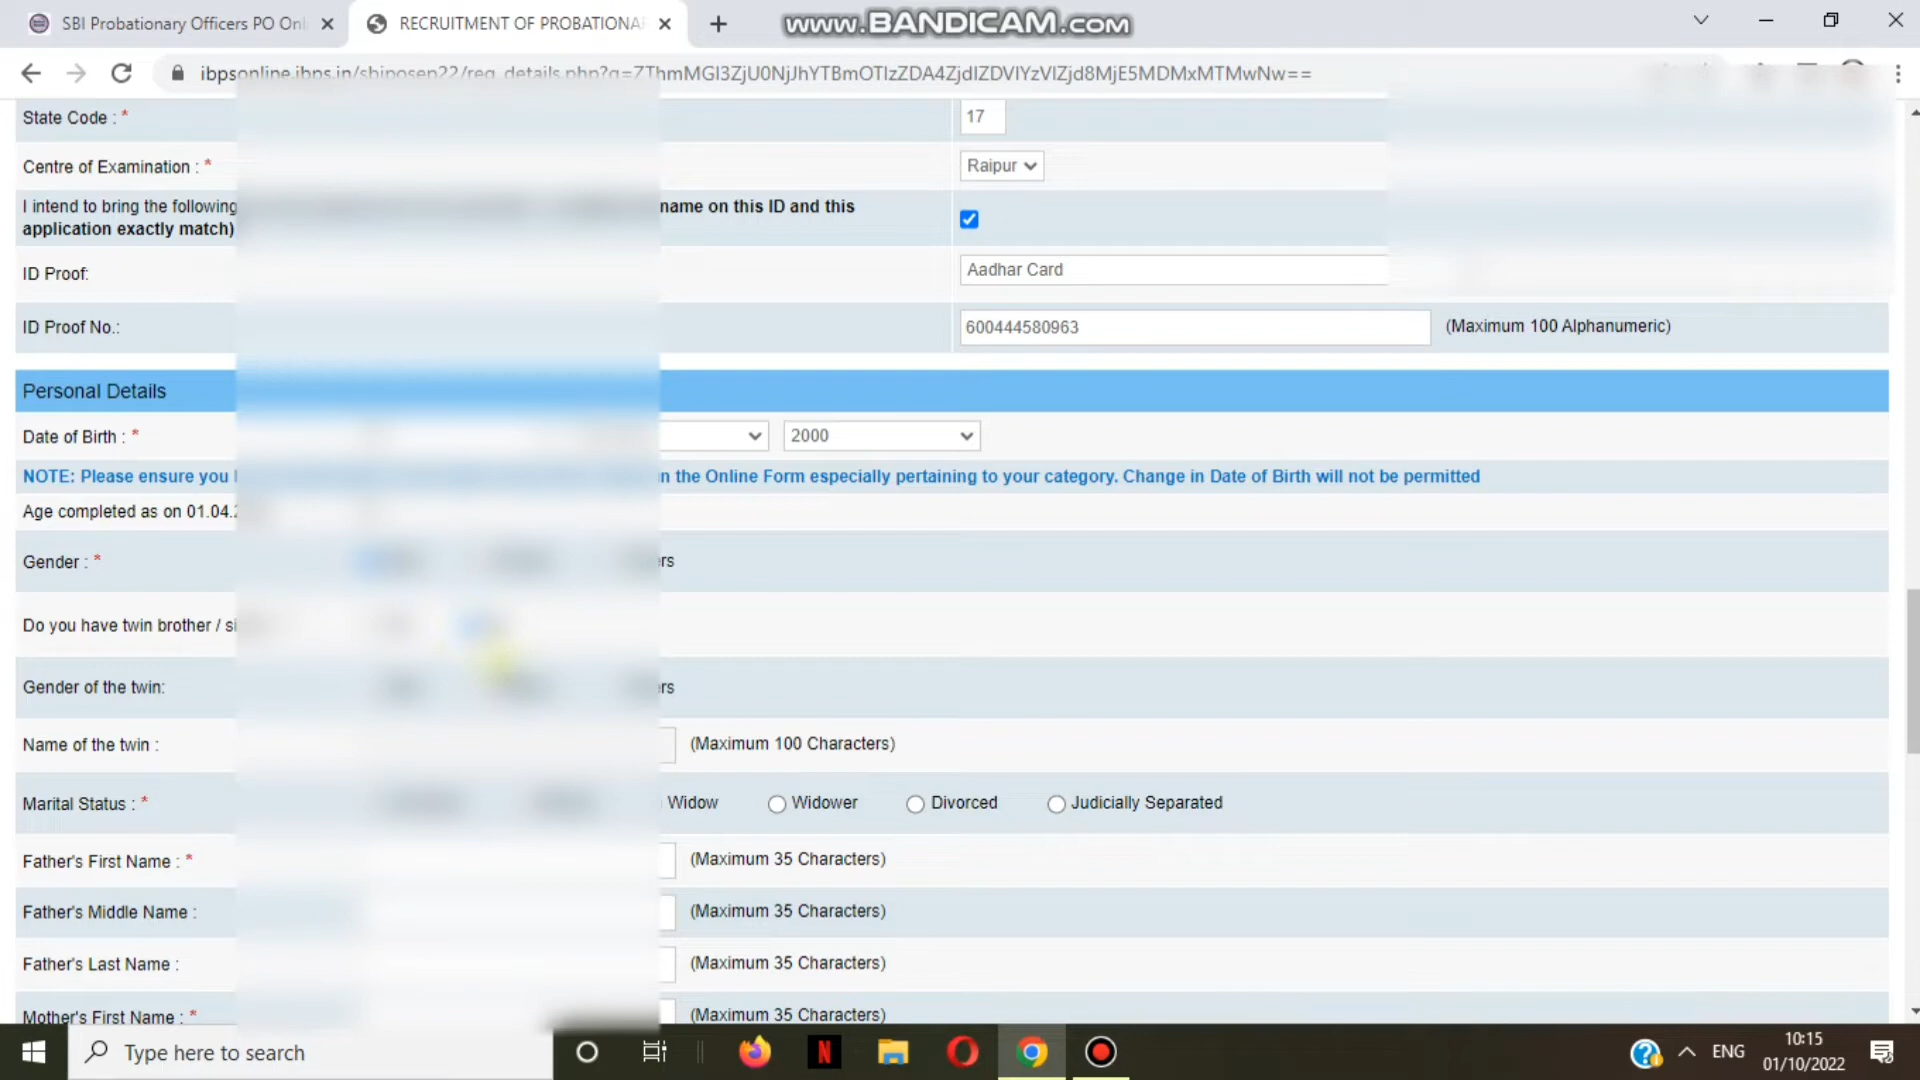 SBI Probationary Officers PO Onl
RECRUITMENT OF PROBATIONAR
www.BANDICAM.com
State Code : *
17
Centre of Examination : *
Raipur
I intend to bring the following
name on this ID and this
application exactly match)
ID Proof:
Aadhar Card
ID Proof No.:
600444580963
(Maximum 100 Alphanumeric)
Personal Details
Date of Birth : *
2000
NOTE: Please ensure you
in the Online Form especially pertaining to your category. Change in Date of Birth will not be permitted
Age completed as on 01.04.
Gender : *
rs
Do you have twin brother / si
Gender of the twin:
rs
Name of the twin :
(Maximum 100 Characters)
Marital Status : *
Widow
Widower
Divorced
Judicially Separated
Father's First Name : *
(Maximum 35 Characters)
Father's Middle Name :
(Maximum 35 Characters)
Father's Last Name :
(Maximum 35 Characters)
Mother's First Name : *
(Maximum 35 Characters)
Type here to search
ENG
10:15
01/10/2022